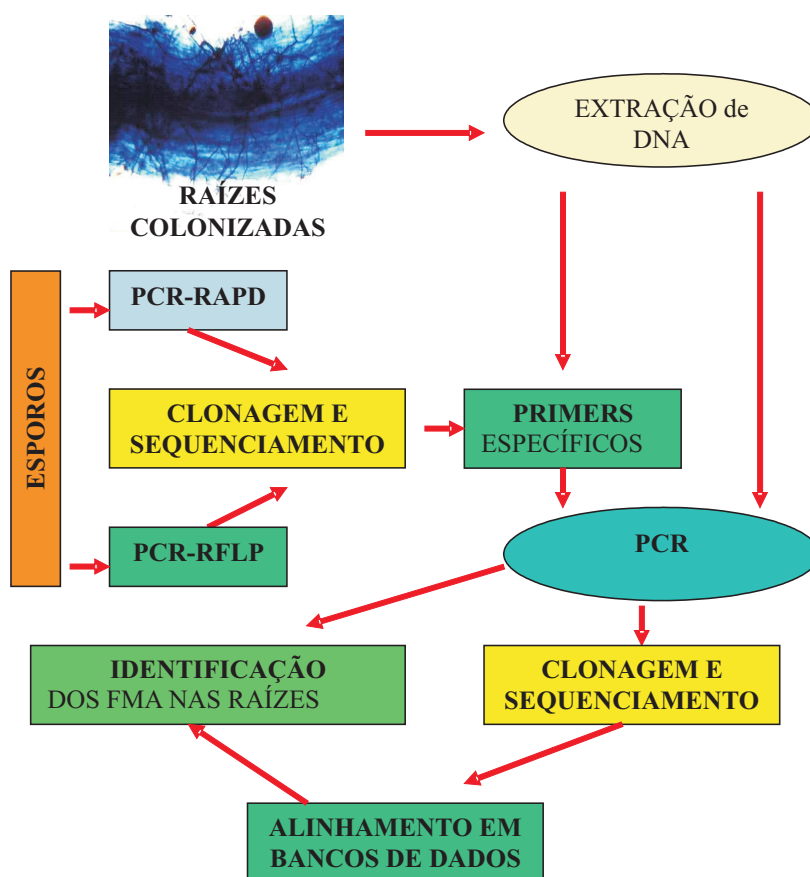 EXTRAÇÃO de
DNA
RAÍZES
COLONIZADAS
ESPOROS
PCR-RAPD
CLONAGEM E
SEQUENCIAMENTO
PRIMERS
ESPECÍFICOS
PCR-RFLP
PCR
IDENTIFICAÇÃO
DOS FMA NAS RAÍZES
CLONAGEM E
SEQUENCIAMENTO
ALINHAMENTO EM
BANCOS DE DADOS